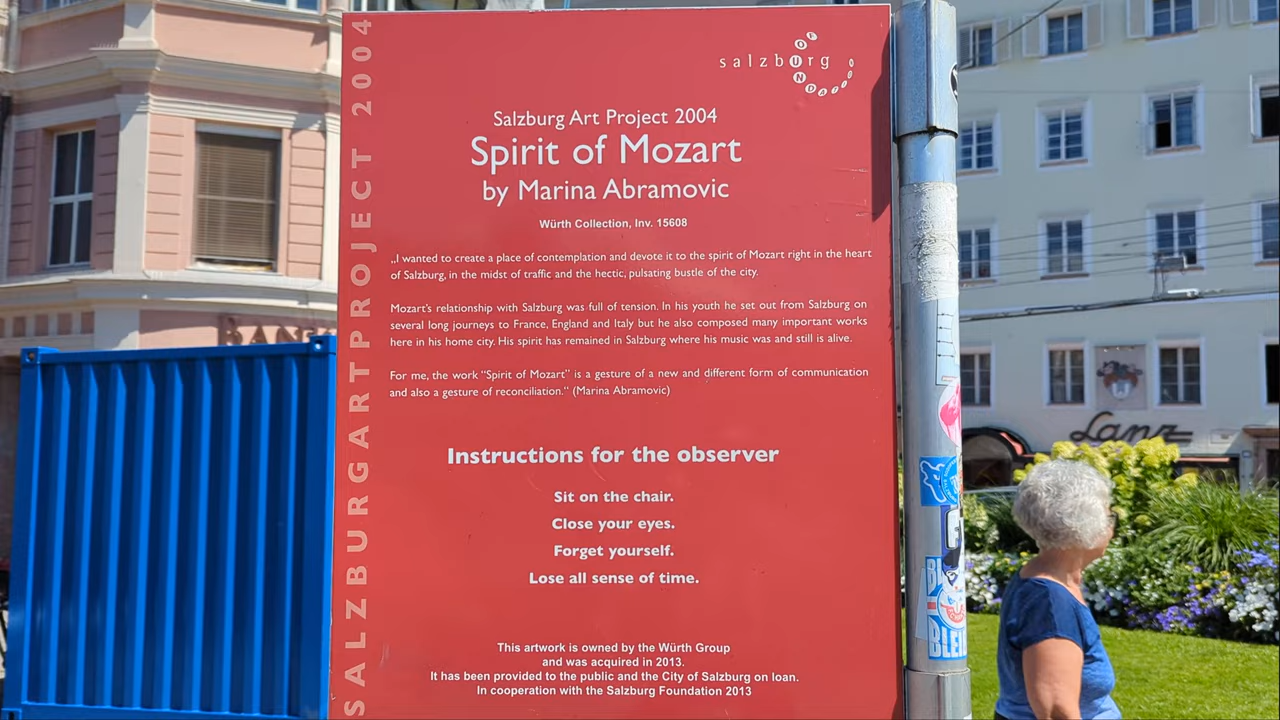 SALZBURGARTPROJECT 2004
salzburg
FOUNDATION
Salzburg Art Project 2004
Spirit of Mozart
by Marina Abramovic
Würth Collection, Inv. 15608
„I wanted to create a place of contemplation and devote it to the spirit of Mozart right in the heart
of Salzburg, in the midst of traffic and the hectic, pulsating bustle of the city.
Mozart's relationship with Salzburg was full of tension. In his youth he set out from Salzburg on
several long journeys to France, England and Italy but he also composed many important works
here in his home city. His spirit has remained in Salzburg where his music was and still is alive.
For me, the work “Spirit of Mozart” is a gesture of a new and different form of communication
and also a gesture of reconciliation.“ (Marina Abramovic)
Instructions for the observer
Sit on the chair.
Close your eyes.
Forget yourself.
Lose all sense of time.
This artwork is owned by the Würth Group
and was acquired in 2013.
It has been provided to the public and the City of Salzburg on loan.
In cooperation with the Salzburg Foundation 2013
Lanz